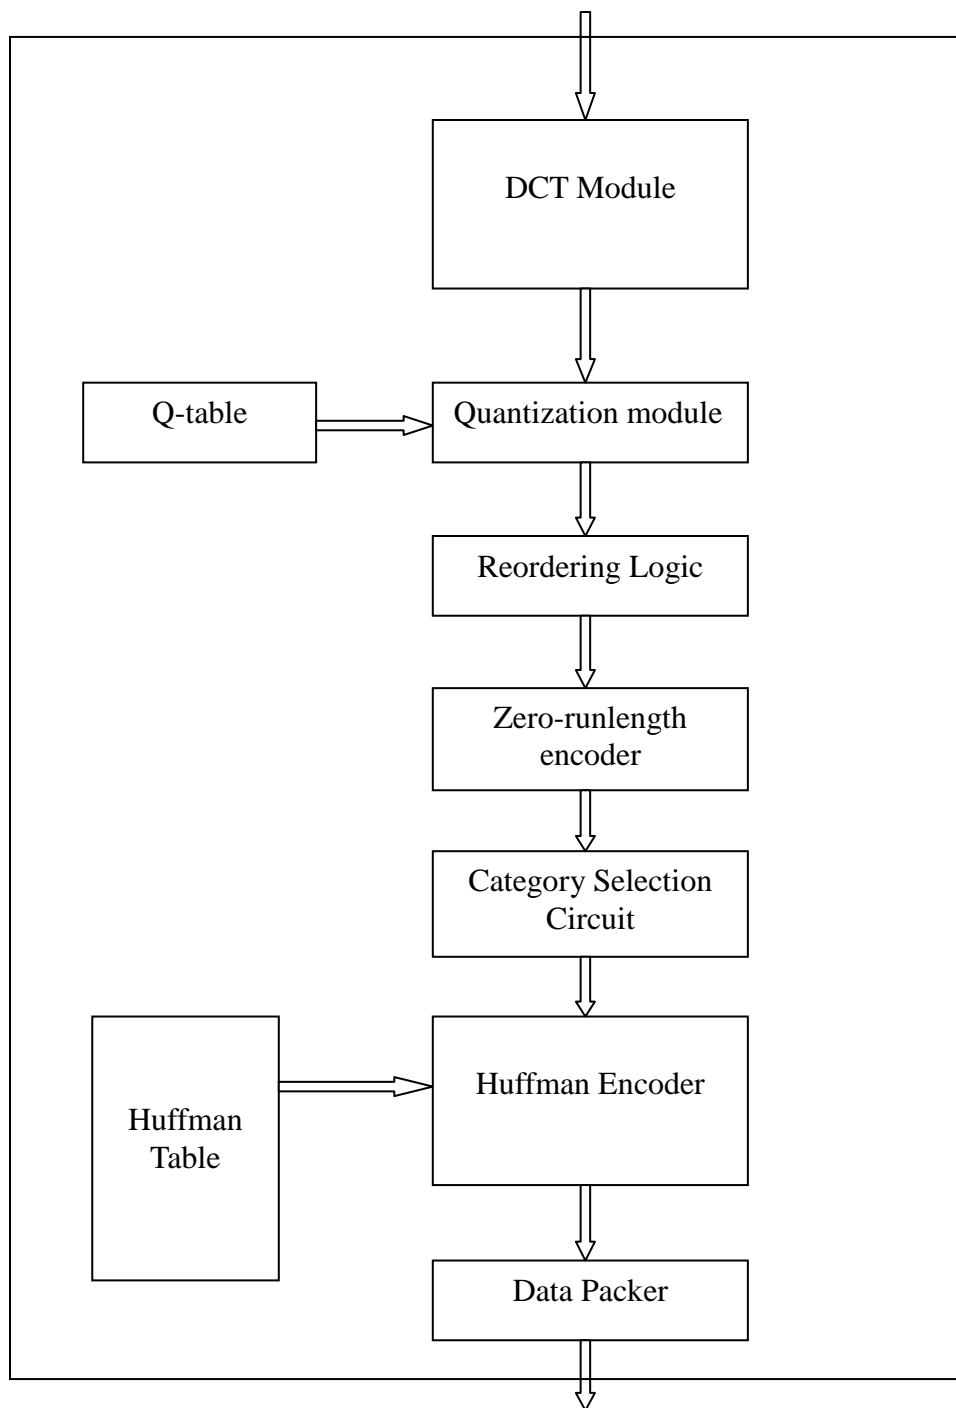 DCT Module
Q-table
Quantization module
Reordering Logic
Zero-runlength
encoder
Category Selection
Circuit
Huffman Encoder
Huffman
Table
Data Packer